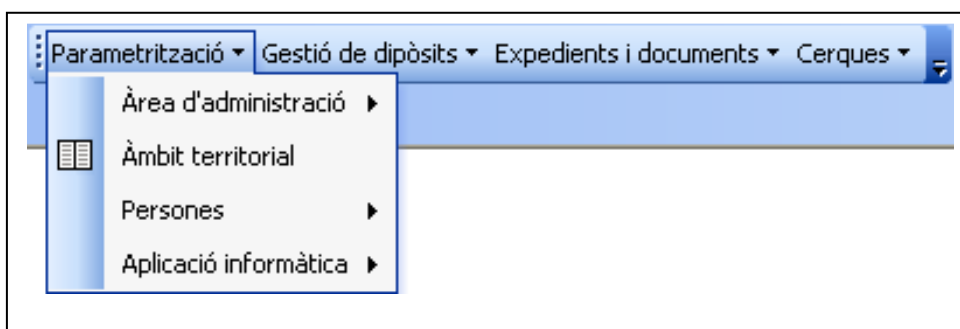 Parametrització Gestió de dipòsits Expedients i documents Cerques
Àrea d'administració
Àmbit territorial
Persones
Aplicació informàtica